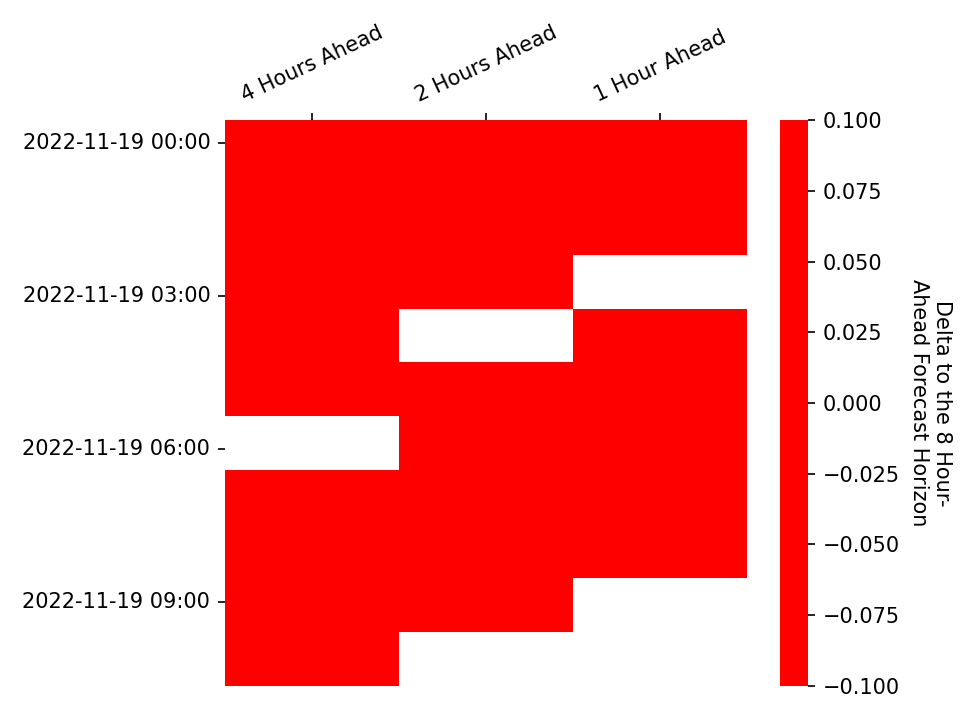 4 Hours Ahead
2 Hours Ahead
1 Hour Ahead
2022-11-19 00:00
2022-11-19 03:00
2022-11-19 06:00
2022-11-19 09:00
0.100
0.075
0.050
0.025
0.000
−0.025
−0.050
−0.075
−0.100
Delta to the 8 Hour-
Ahead Forecast Horizon